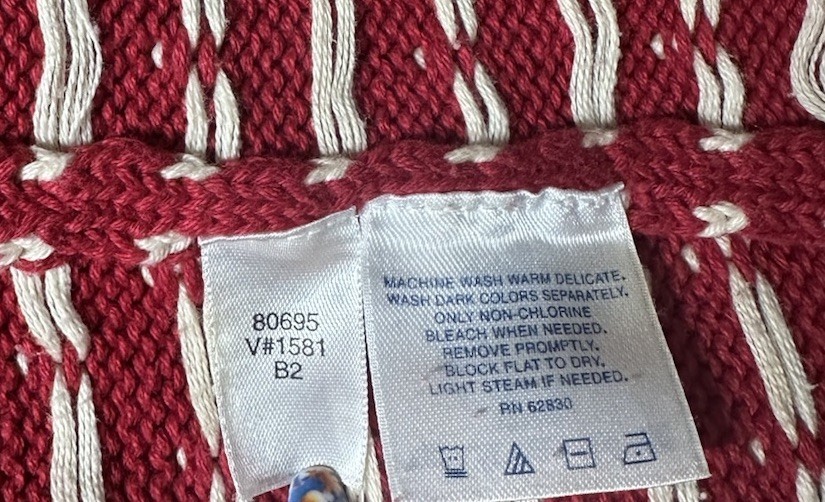 80695
V#1581
B2
MACHINE WASH WARM DELICATE.
WASH DARK COLORS SEPARATELY.
ONLY NON-CHLORINE
BLEACH WHEN NEEDED.
REMOVE PROMPTLY.
BLOCK FLAT TO DRY.
LIGHT STEAM IF NEEDED.
RN 62830